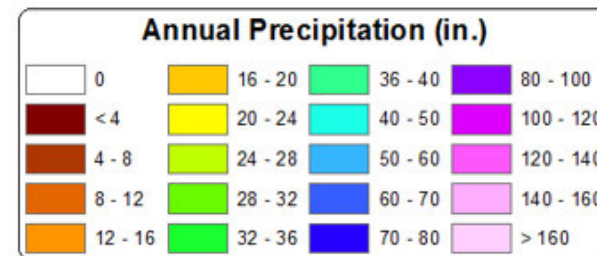 Annual Precipitation (in.)
0 16 - 20 36 - 40 80 - 100
< 4 20 - 24 40 - 50 100 - 120
4 - 8 24 - 28 50 - 60 120 - 140
8 - 12 28 - 32 60 - 70 140 - 160
12 - 16 32 - 36 70 - 80 > 160